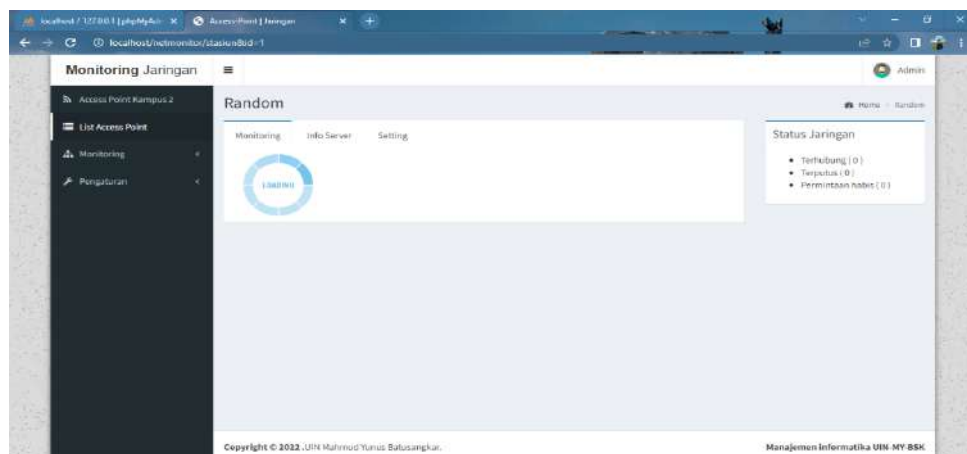 localhost / 127.0.0.1 | phpMyAd
Access Point | Jaringan
localhost/netmonitor/stasiun&id=1
Monitoring Jaringan
Admin
Access Point Kampus 2
List Access Point
Monitoring
Pengaturan
Random
Home
Random
Monitoring
Info Server
Setting
LOADING
Status Jaringan
Terhubung ( 0 )
Terputus ( 0 )
Permintaan habis ( 0 )
Copyright © 2022 .UIN Mahmud Yunus Batusangkar.
Manajemen informatika UIN-MY-BSK